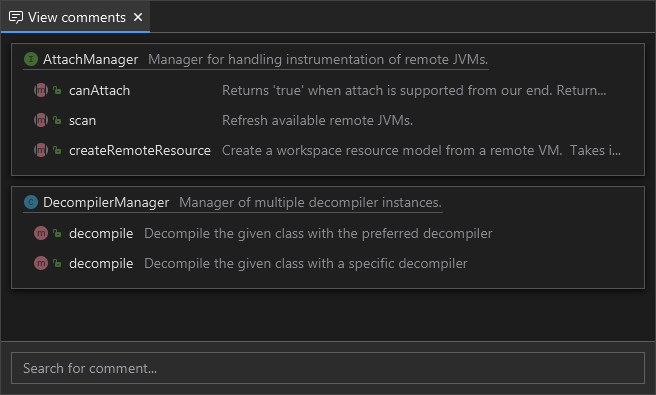 View comments
AttachManager Manager for handling instrumentation of remote JVMs.
canAttach Returns 'true' when attach is supported from our end. Return...
scan Refresh available remote JVMs.
createRemoteResource Create a workspace resource model from a remote VM.  Takes i...
DecompilerManager Manager of multiple decompiler instances.
decompile Decompile the given class with the preferred decompiler
decompile Decompile the given class with a specific decompiler
Search for comment...